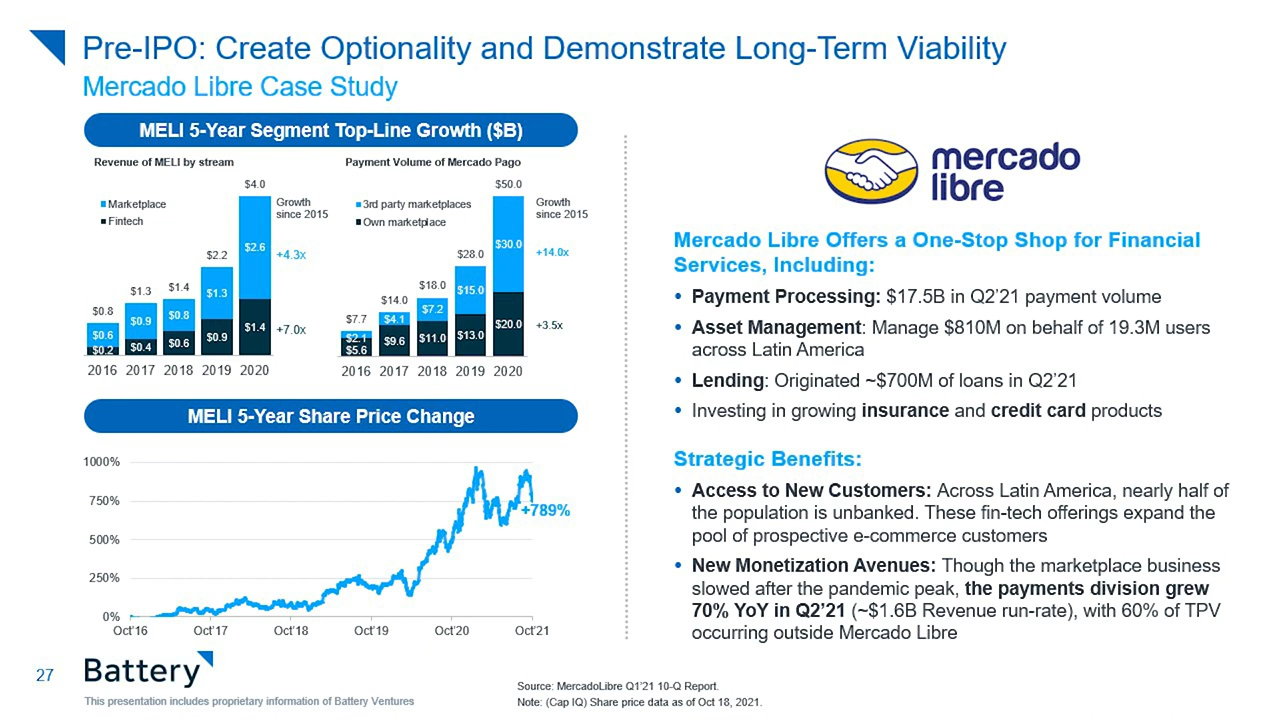 Pre-IPO: Create Optionality and Demonstrate Long-Term Viability
Mercado Libre Case Study
MELI 5-Year Segment Top-Line Growth ($B)
Revenue of MELI by stream
Marketplace
Fintech
$0.8
$1.3
$1.4
$2.2
$4.0
$0.6
$0.9
$0.8
$1.3
$2.6
$0.2
$0.4
$0.6
$0.9
$1.4
2016 2017 2018 2019 2020
Growth
since 2015
+4.3x
+7.0x
Payment Volume of Mercado Pago
3rd party marketplaces
Own marketplace
$7.7
$14.0
$18.0
$28.0
$50.0
$2.1
$4.1
$7.2
$15.0
$30.0
$5.6
$9.6
$11.0
$13.0
$20.0
2016 2017 2018 2019 2020
Growth
since 2015
+14.0x
+3.5x
MELI 5-Year Share Price Change
1000%
750%
500%
250%
0%
+789%
Oct'16 Oct'17 Oct'18 Oct'19 Oct'20 Oct'21
mercado
libre
Mercado Libre Offers a One-Stop Shop for Financial
Services, Including:
• Payment Processing: $17.5B in Q2'21 payment volume
• Asset Management: Manage $810M on behalf of 19.3M users
across Latin America
• Lending: Originated ~$700M of loans in Q2'21
• Investing in growing insurance and credit card products
Strategic Benefits:
• Access to New Customers: Across Latin America, nearly half of
the population is unbanked. These fin-tech offerings expand the
pool of prospective e-commerce customers
• New Monetization Avenues: Though the marketplace business
slowed after the pandemic peak, the payments division grew
70% YoY in Q2'21 (~$1.6B Revenue run-rate), with 60% of TPV
occurring outside Mercado Libre
27
Battery
This presentation includes proprietary information of Battery Ventures
Source: MercadoLibre Q1'21 10-Q Report.
Note: (Cap IQ) Share price data as of Oct 18, 2021.